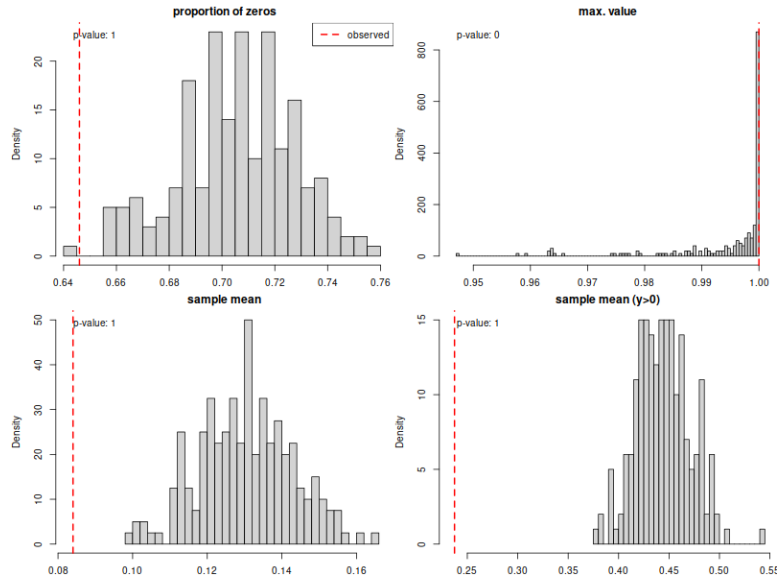 proportion of zeros
p-value: 1
observed
Density
0 5 10 15 20
0.64 0.66 0.68 0.70 0.72 0.74 0.76
max. value
p-value: 0
Density
0 200 400 600 800
0.95 0.96 0.97 0.98 0.99 1.00
sample mean
p-value: 1
Density
0 10 20 30 40 50
0.08 0.10 0.12 0.14 0.16
sample mean (y>0)
p-value: 1
Density
0 5 10 15
0.25 0.30 0.35 0.40 0.45 0.50 0.55